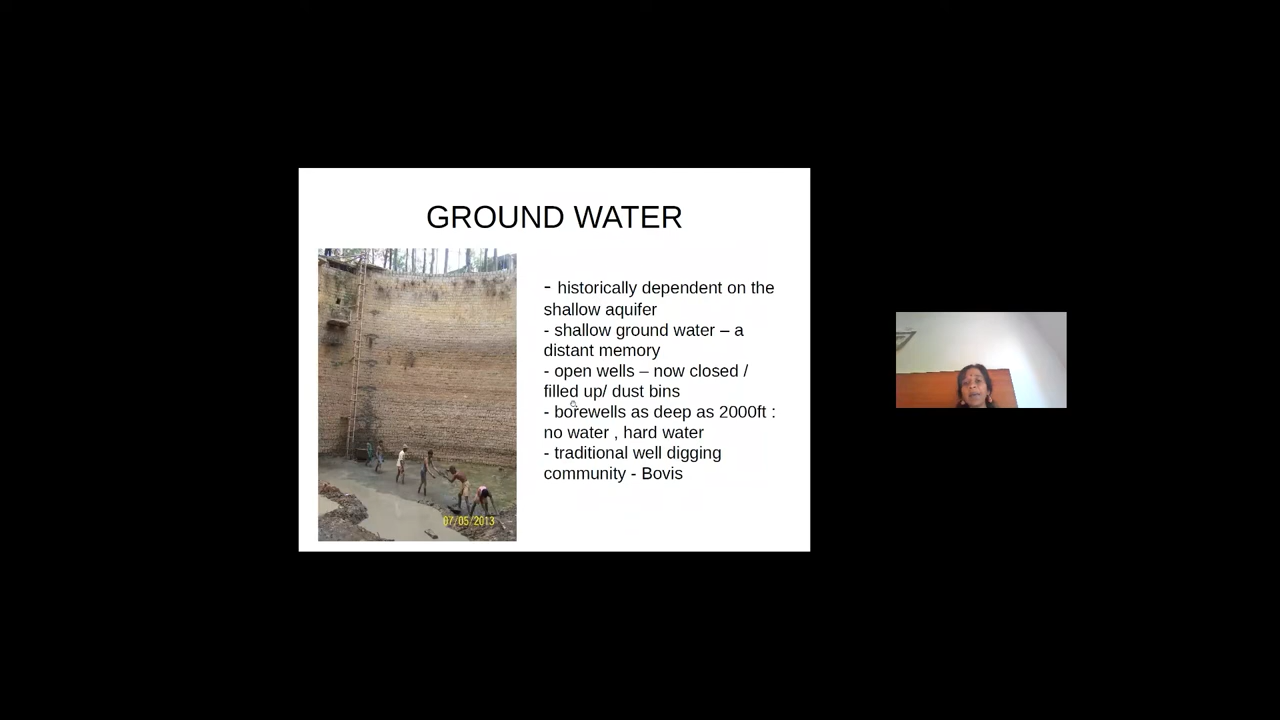 GROUND WATER
- historically dependent on the
shallow aquifer
- shallow ground water – a
distant memory
- open wells – now closed /
filled up/ dust bins
- borewells as deep as 2000ft :
no water , hard water
- traditional well digging
community - Bovis
07/05/2013